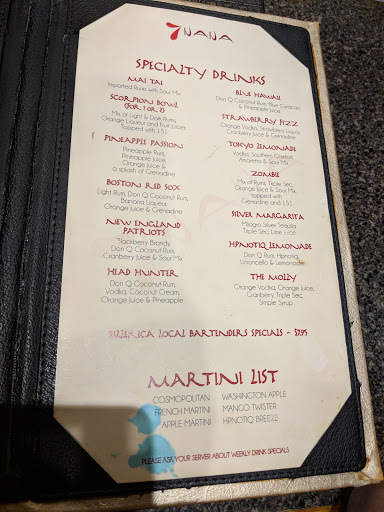 7 NANA
SPECIALTY DRINKS
MAI TAI
Imported Rums with Sour Mix
SCORPION BOWL
(FOR 1 OR 2)
Mix of Light & Dark Rums,
Orange Liqueur and Fruit Juices
Topped with 151
PINEAPPLE PASSION
Pineapple Rum,
Pineapple Juice,
Orange Juice &
a splash of Grenadine
BOSTON RED SOX
Light Rum, Don Q Coconut Rum,
Banana Liqueur,
Orange Juice & Grenadine
NEW ENGLAND
PATRIOTS
Blackberry Brandy,
Don Q Coconut Rum,
Cranberry Juice & Sour Mix
HEAD HUNTER
Don Q Coconut Rum,
Vodka, Coconut Cream,
Orange Juice & Pineapple
BLUE HAWAII
Don Q Coconut Rum, Blue Curacao
& Pineapple Juice
STRAWBERRY FIZZ
Orange Vodka, Strawberry Liquor,
Cranberry Juice & Grenadine
TOKYO LEMONADE
Vodka, Southern Comfort,
Amaretto & Sour Mix
ZOMBIE
Mix of Rums, Triple Sec,
Orange Juice & Sour Mix,
topped with
Grenadine and 151
SILVER MARGARITA
Milagro Silver Tequila
Triple Sec, Lime Juice
HPNOTIQ LEMONADE
Don Q Rum, Hpnotiq,
Limoncello & Lemonade
THE MOLLY
Orange Vodka, Orange Juice,
Cranberry Triple Sec,
Simple Syrup
BILLERICA LOCAL BARTENDERS SPECIALS - $7.95
MARTINI LIST
COSMOPOLITAN WASHINGTON APPLE
FRENCH MARTINI MANGO TWISTER
APPLE MARTINI HPNOTIQ BREEZE
PLEASE ASK YOUR SERVER ABOUT WEEKLY DRINK SPECIALS